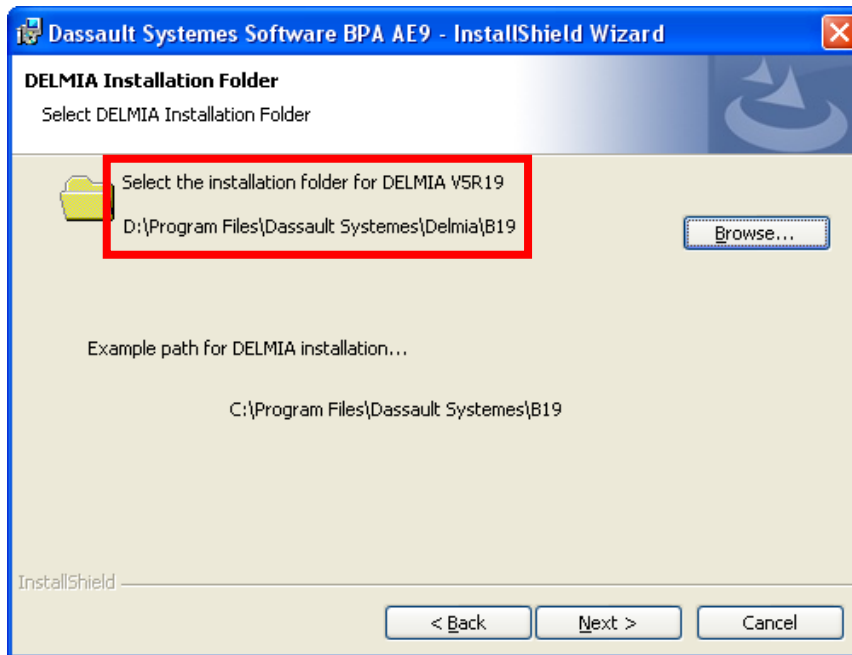 Dassault Systemes Software BPA AE9 - InstallShield Wizard
DELMIA Installation Folder
Select DELMIA Installation Folder
Select the installation folder for DELMIA V5R19
D:\Program Files\Dassault Systemes\Delmia\B19
Browse...
Example path for DELMIA installation...
C:\Program Files\Dassault Systemes\B19
InstallShield
< Back
Next >
Cancel